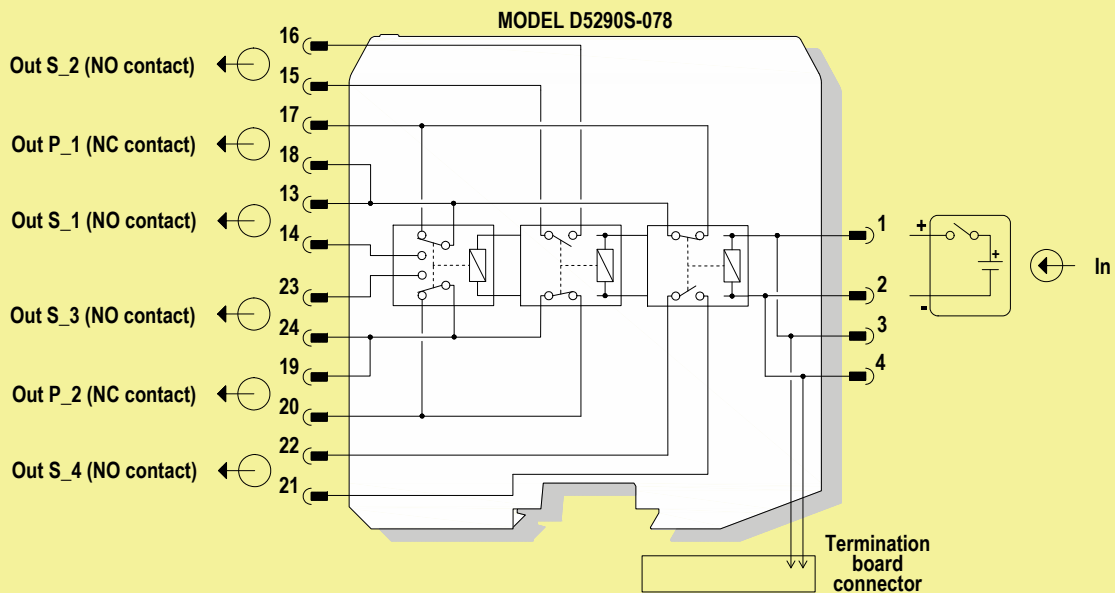 MODEL D5290S-078
16
Out S_2 (NO contact)
15
17
Out P_1 (NC contact)
18
13
Out S_1 (NO contact)
14
23
Out S_3 (NO contact)
24
19
Out P_2 (NC contact)
20
22
Out S_4 (NO contact)
21
1
+
+
In
2
-
3
4
Termination
board
connector